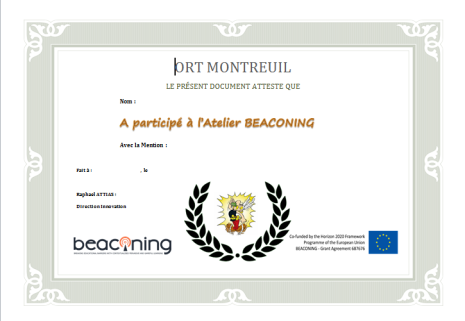 ORT MONTREUIL
LE PRÉSENT DOCUMENT ATTESTE QUE
Nom :
A participé à l'Atelier BEACONING
Avec la Mention :
Fait à : , le
Raphael ATTIAS :
Direction Innovation
beaconing
Co-funded by the Horizon 2020 Framework
Programme of the European Union
BEACONING - Grant Agreement 687676